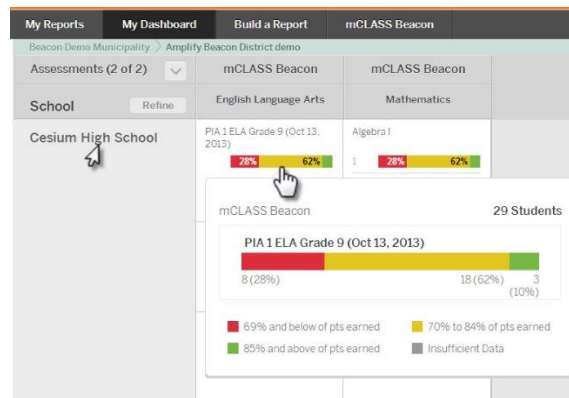 My Reports My Dashboard Build a Report mCLASS Beacon
Beacon Demo Municipality > Amplify Beacon District demo
Assessments (2 of 2) mCLASS Beacon mCLASS Beacon
School Refine English Language Arts Mathematics
Cesium High School
PIA 1 ELA Grade 9 (Oct 13,
2013)
28% 62%
Algebra I
1 28% 62%
mCLASS Beacon 29 Students
PIA 1 ELA Grade 9 (Oct 13, 2013)
8 (28%) 18 (62%) 3
(10%)
69% and below of pts earned 70% to 84% of pts earned
85% and above of pts earned Insufficient Data